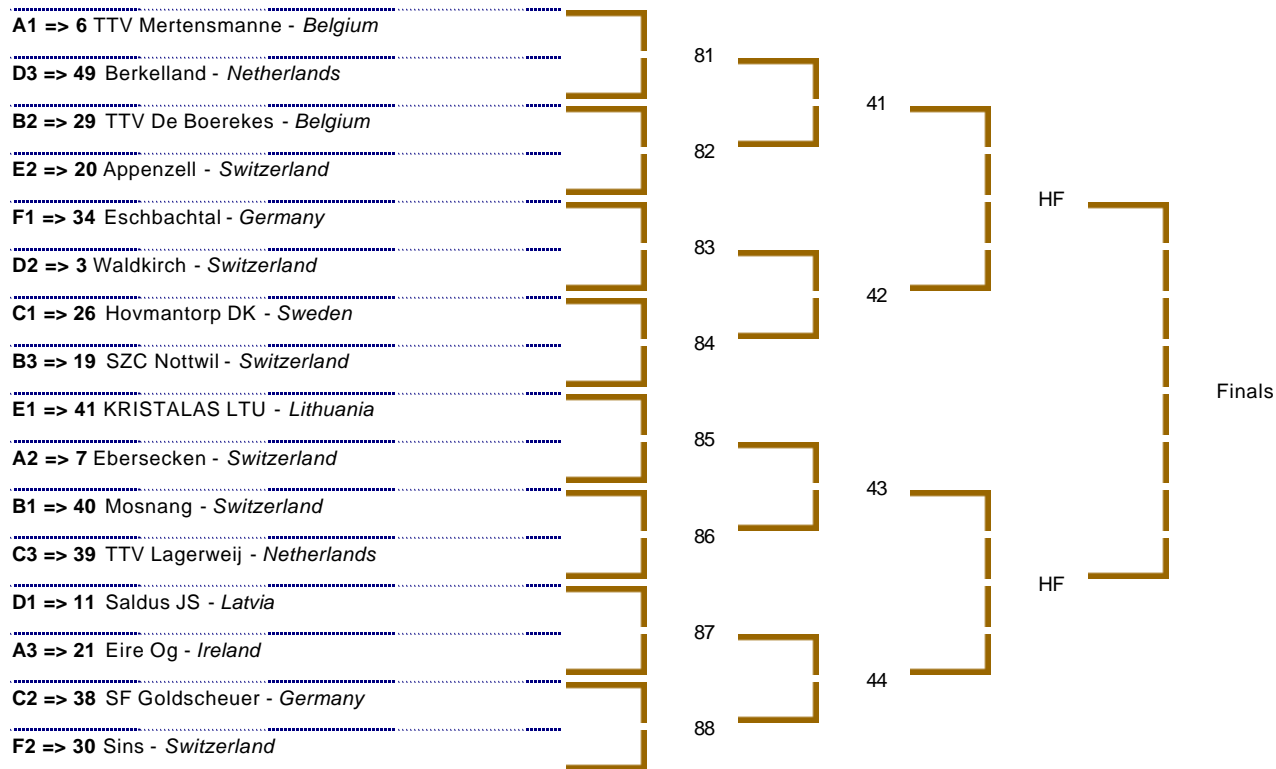 A1 => 6 TTV Mertensmanne - Belgium
81
D3 => 49 Berkelland - Netherlands
41
B2 => 29 TTV De Boerekes - Belgium
82
E2 => 20 Appenzell - Switzerland
HF
F1 => 34 Eschbachtal - Germany
83
D2 => 3 Waldkirch - Switzerland
42
C1 => 26 Hovmantorp DK - Sweden
84
B3 => 19 SZC Nottwil - Switzerland
Finals
E1 => 41 KRISTALAS LTU - Lithuania
85
A2 => 7 Ebersecken - Switzerland
43
B1 => 40 Mosnang - Switzerland
86
C3 => 39 TTV Lagerweij - Netherlands
HF
D1 => 11 Saldus JS - Latvia
87
A3 => 21 Eire Og - Ireland
44
C2 => 38 SF Goldscheuer - Germany
88
F2 => 30 Sins - Switzerland